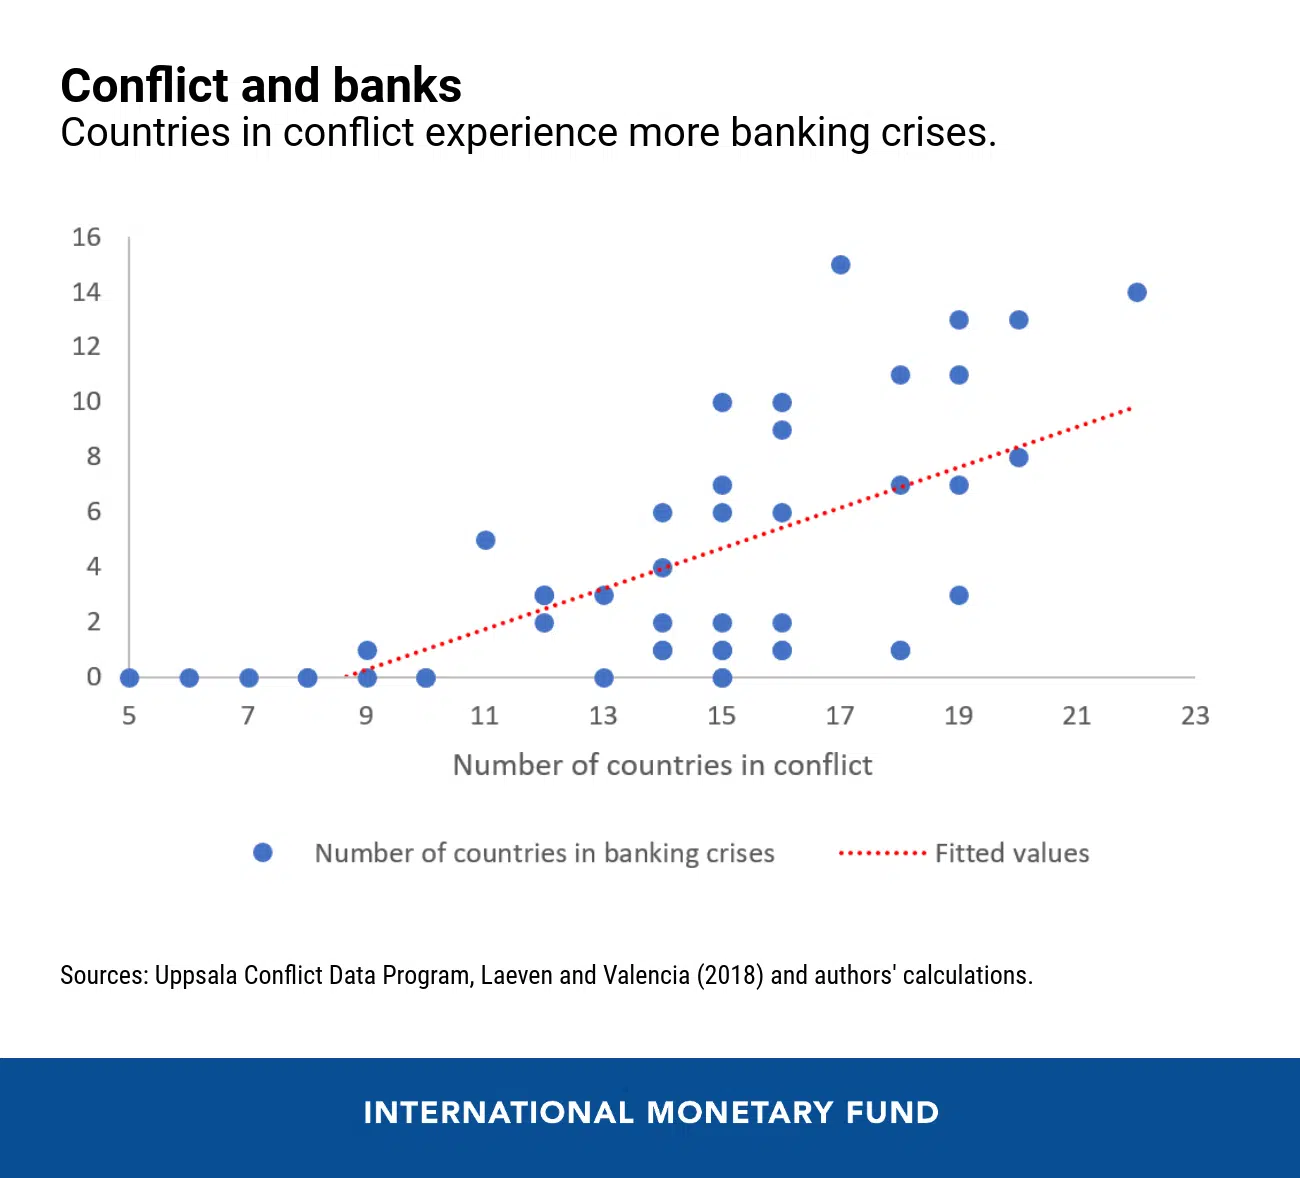 Conflict and banks
Countries in conflict experience more banking crises.
16
14
12
10
8
6
4
2
0
5 7 9 11 13 15 17 19 21 23
Number of countries in conflict
Number of countries in banking crises Fitted values
Sources: Uppsala Conflict Data Program, Laeven and Valencia (2018) and authors' calculations.
INTERNATIONAL MONETARY FUND